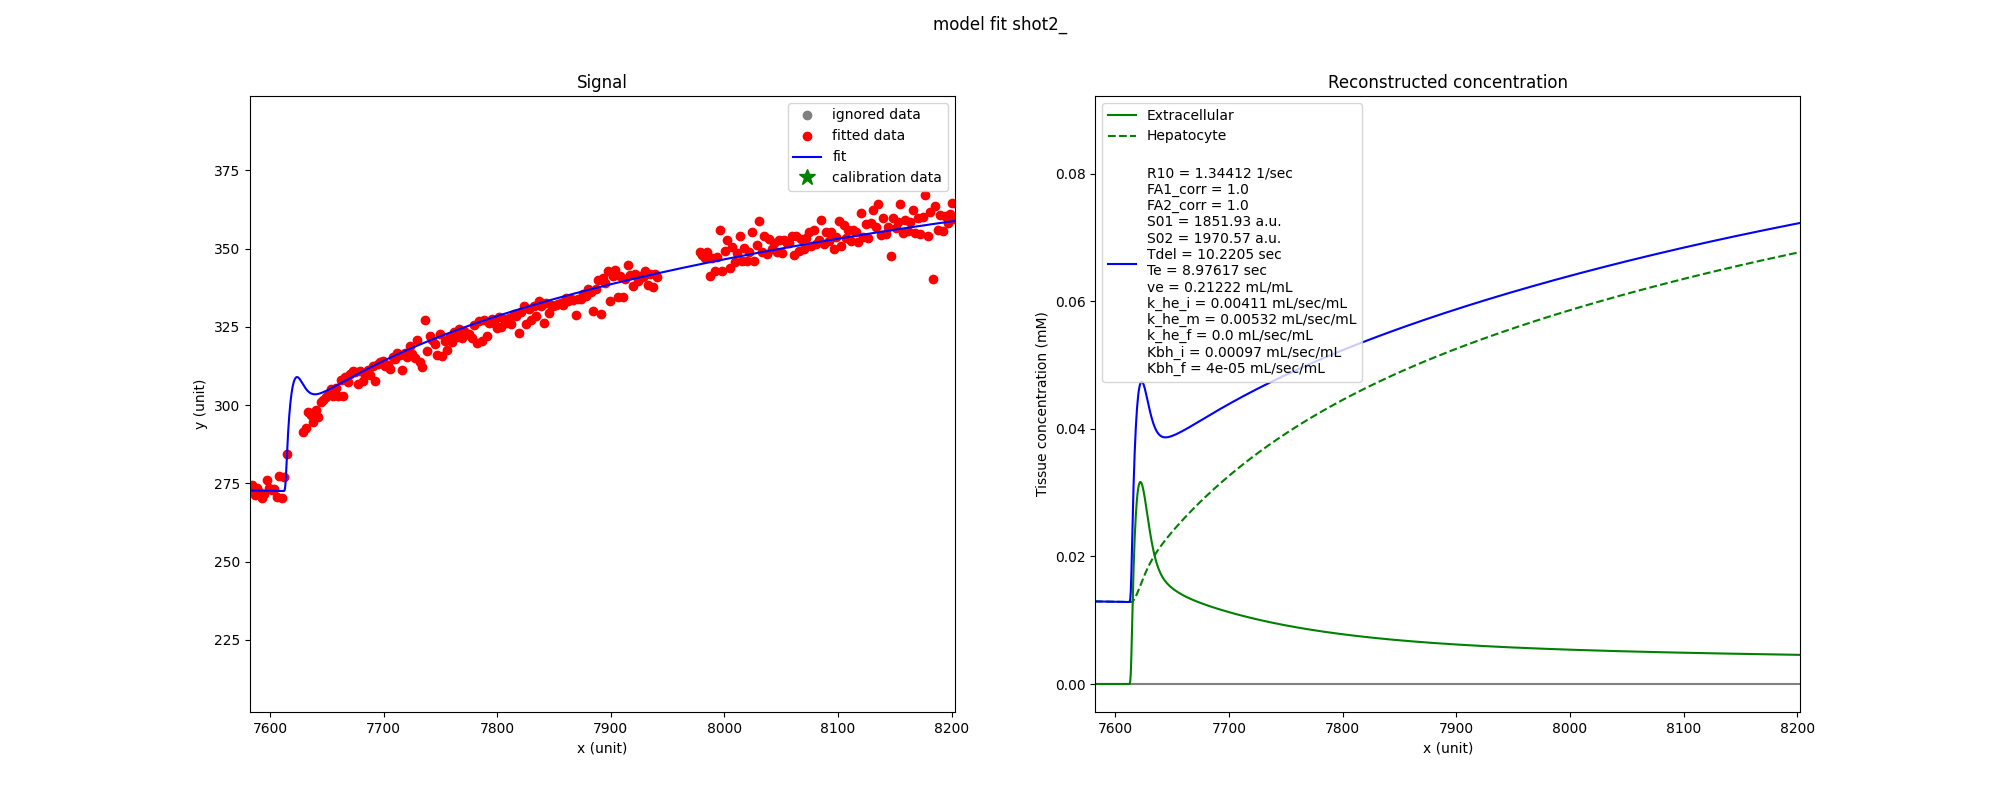 model fit shot2_
Signal
ignored data
fitted data
fit
calibration data
375
350
325
300
275
250
225
y (unit)
7600
7700
7800
7900
8000
8100
8200
x (unit)
Reconstructed concentration
Extracellular
Hepatocyte
R10 = 1.34412 1/sec
FA1_corr = 1.0
FA2_corr = 1.0
S01 = 1851.93 a.u.
S02 = 1970.57 a.u.
Tdel = 10.2205 sec
Te = 8.97617 sec
ve = 0.21222 mL/mL
k_he_i = 0.00411 mL/sec/mL
k_he_m = 0.00532 mL/sec/mL
k_he_f = 0.0 mL/sec/mL
Kbh_i = 0.00097 mL/sec/mL
Kbh_f = 4e-05 mL/sec/mL
0.08
0.06
0.04
0.02
0.00
Tissue concentration (mM)
7600
7700
7800
7900
8000
8100
8200
x (unit)